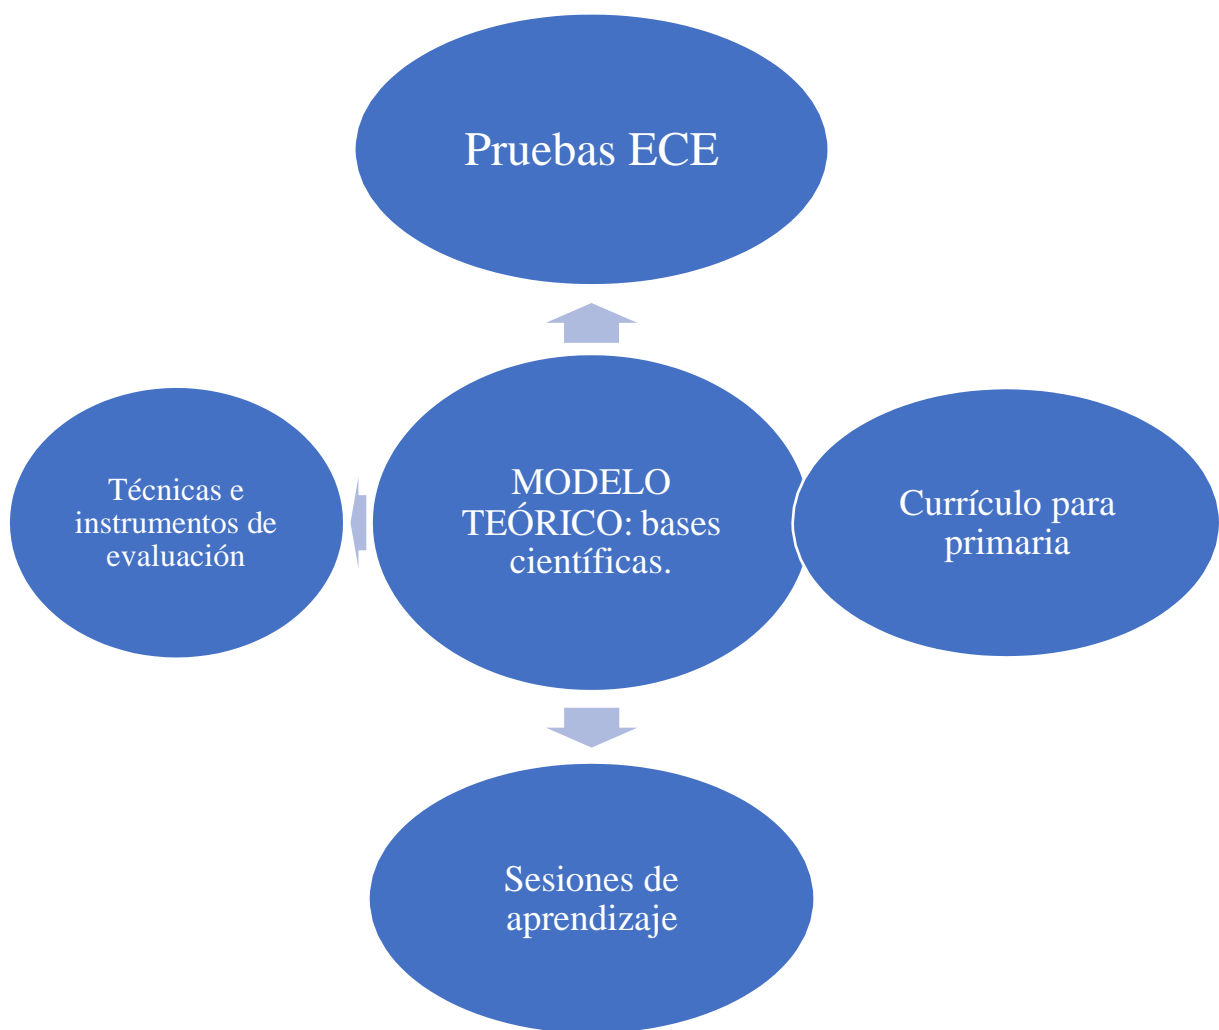 Pruebas ECE
Técnicas e
instrumentos de
evaluación
MODELO
TEÓRICO: bases
científicas.
Currículo para
primaria
Sesiones de
aprendizaje